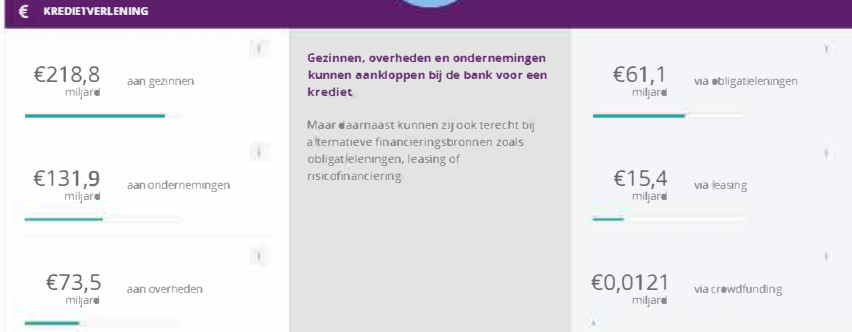 € KREDIETVERLENING
€218,8
miljard
aan gezinnen
€131,9
miljard
aan ondernemingen
€73,5
miljard
aan overheden
Gezinnen, overheden en ondernemingen
kunnen aankloppen bij de bank voor een
krediet.
Maar daarnaast kunnen zij ook terecht bij
alternatieve financieringsbronnen zoals
obligatieleningen, leasing of
risicofinanciering.
€61,1
miljard
via obligatieleningen
€15,4
miljard
via leasing
€0,0121
miljard
via crowdfunding